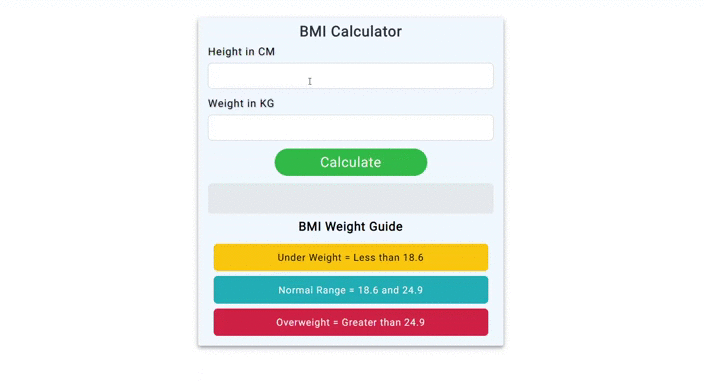 BMI Calculator
Height in CM
Weight in KG
Calculate
BMI Weight Guide
Under Weight = Less than 18.6
Normal Range = 18.6 and 24.9
Overweight = Greater than 24.9